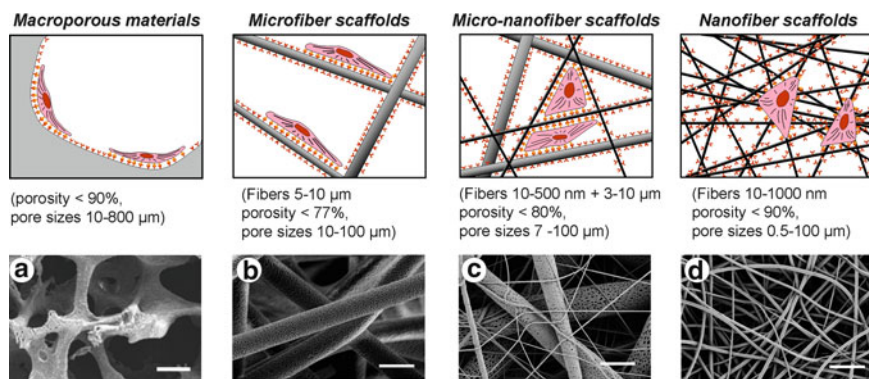 Macroporous materials
Microfiber scaffolds
Micro-nanofiber scaffolds
Nanofiber scaffolds
(porosity < 90%,
pore sizes 10-800 µm)
(Fibers 5-10 µm
porosity < 77%,
pore sizes 10-100 µm)
(Fibers 10-500 nm + 3-10 µm
porosity < 80%,
pore sizes 7 -100 µm)
(Fibers 10-1000 nm
porosity < 90%,
pore sizes 0.5-100 µm)
a
b
c
d